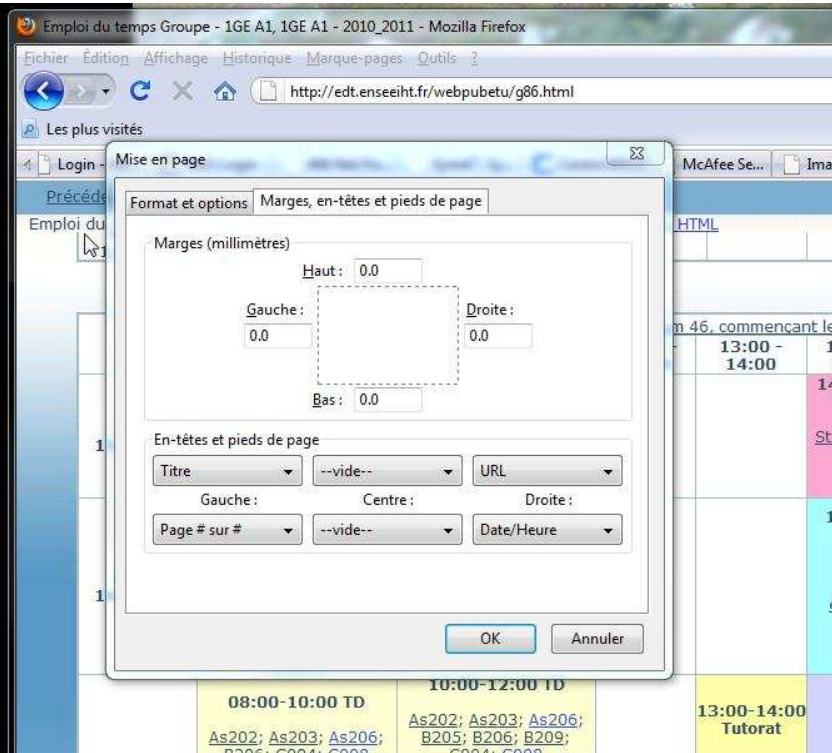 Emploi du temps Groupe - 1GE A1, 1GE A1 - 2010_2011 - Mozilla Firefox
Fichier Édition Affichage Historique Marque-pages Outils ?
http://edt.enseeiht.fr/webpubetu/g86.html
Les plus visités
Login - McAfee Se... Ima
Mise en page
Précéde
Format et options Marges, en-têtes et pieds de page
Emploi du HTML
Marges (millimètres)
Haut : 0.0
Gauche : Droite :
0.0 0.0
Bas : 0.0
46, commençant le
13:00 -
14:00
En-têtes et pieds de page
Titre --vide-- URL
Gauche : Centre : Droite :
Page # sur # --vide-- Date/Heure
OK Annuler
08:00-10:00 TD
10:00-12:00 TD
As202; As203; As206;
As202; As203; As206;
B205; B206; B209;
13:00-14:00
Tutorat